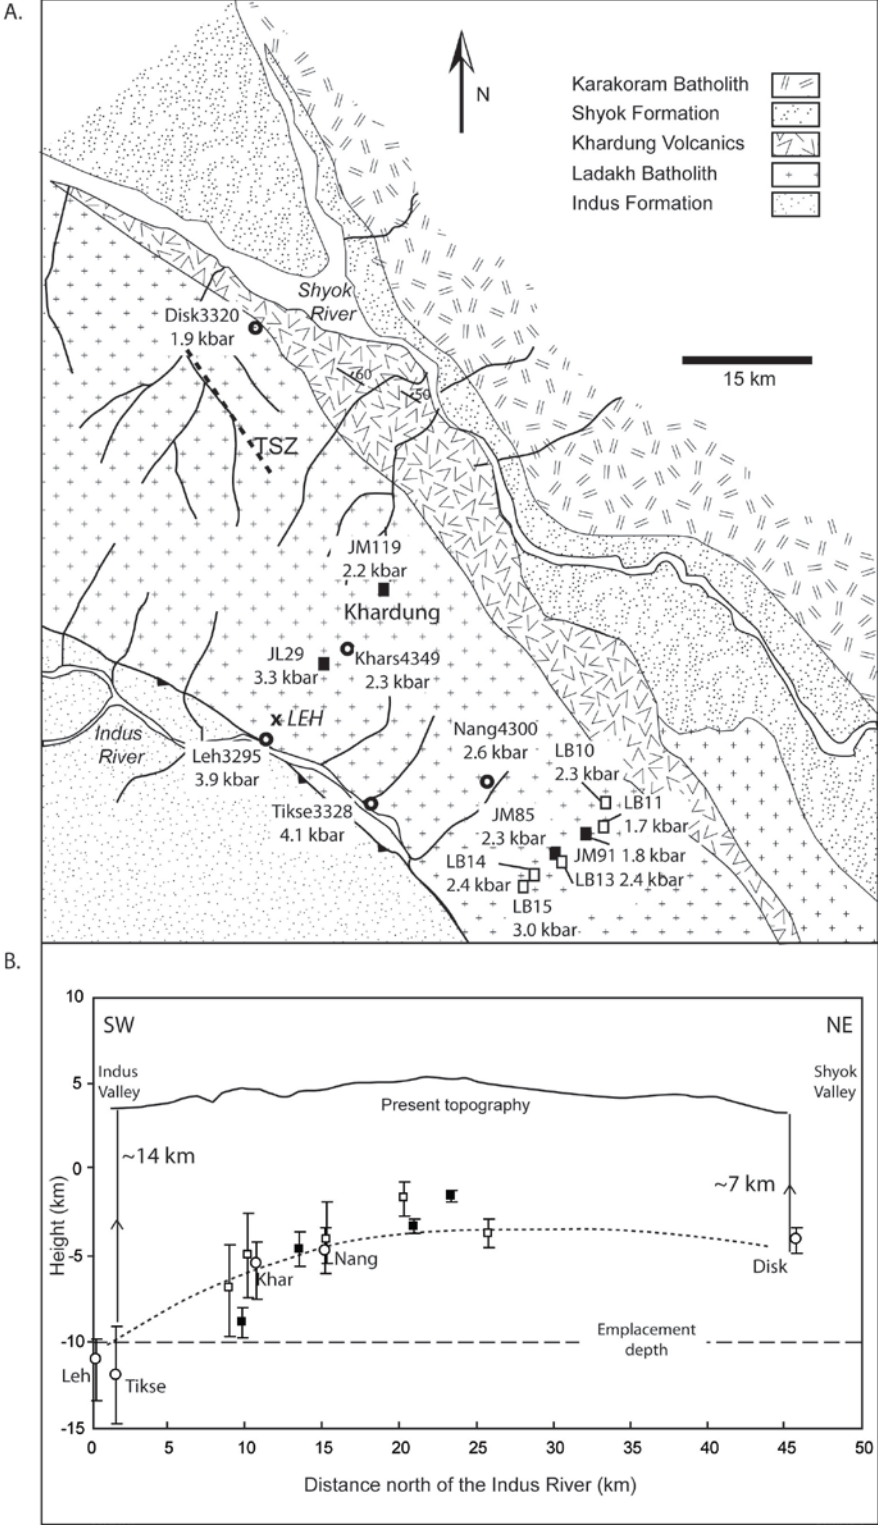 A.
N
Karakoram Batholith
Shyok Formation
Khardung Volcanics
Ladakh Batholith
Indus Formation
Shyok
River
Disk3320
1.9 kbar
15 km
60
50
TSZ
JM119
2.2 kbar
Khardung
JL29
3.3 kbar
Khars4349
2.3 kbar
x LEH
Indus
River
Leh3295
3.9 kbar
Nang4300
2.6 kbar
LB10
2.3 kbar
LB11
1.7 kbar
Tikse3328
4.1 kbar
JM85
2.3 kbar
JM91 1.8 kbar
LB14
2.4 kbar
LB13 2.4 kbar
LB15
3.0 kbar
B.
10
5
0
-5
-10
-15
Height (km)
SW
NE
Indus
Valley
Shyok
Valley
Present topography
~14 km
~7 km
Khar
Nang
Disk
Emplacement
depth
Leh
Tikse
0 5 10 15 20 25 30 35 40 45 50
Distance north of the Indus River (km)